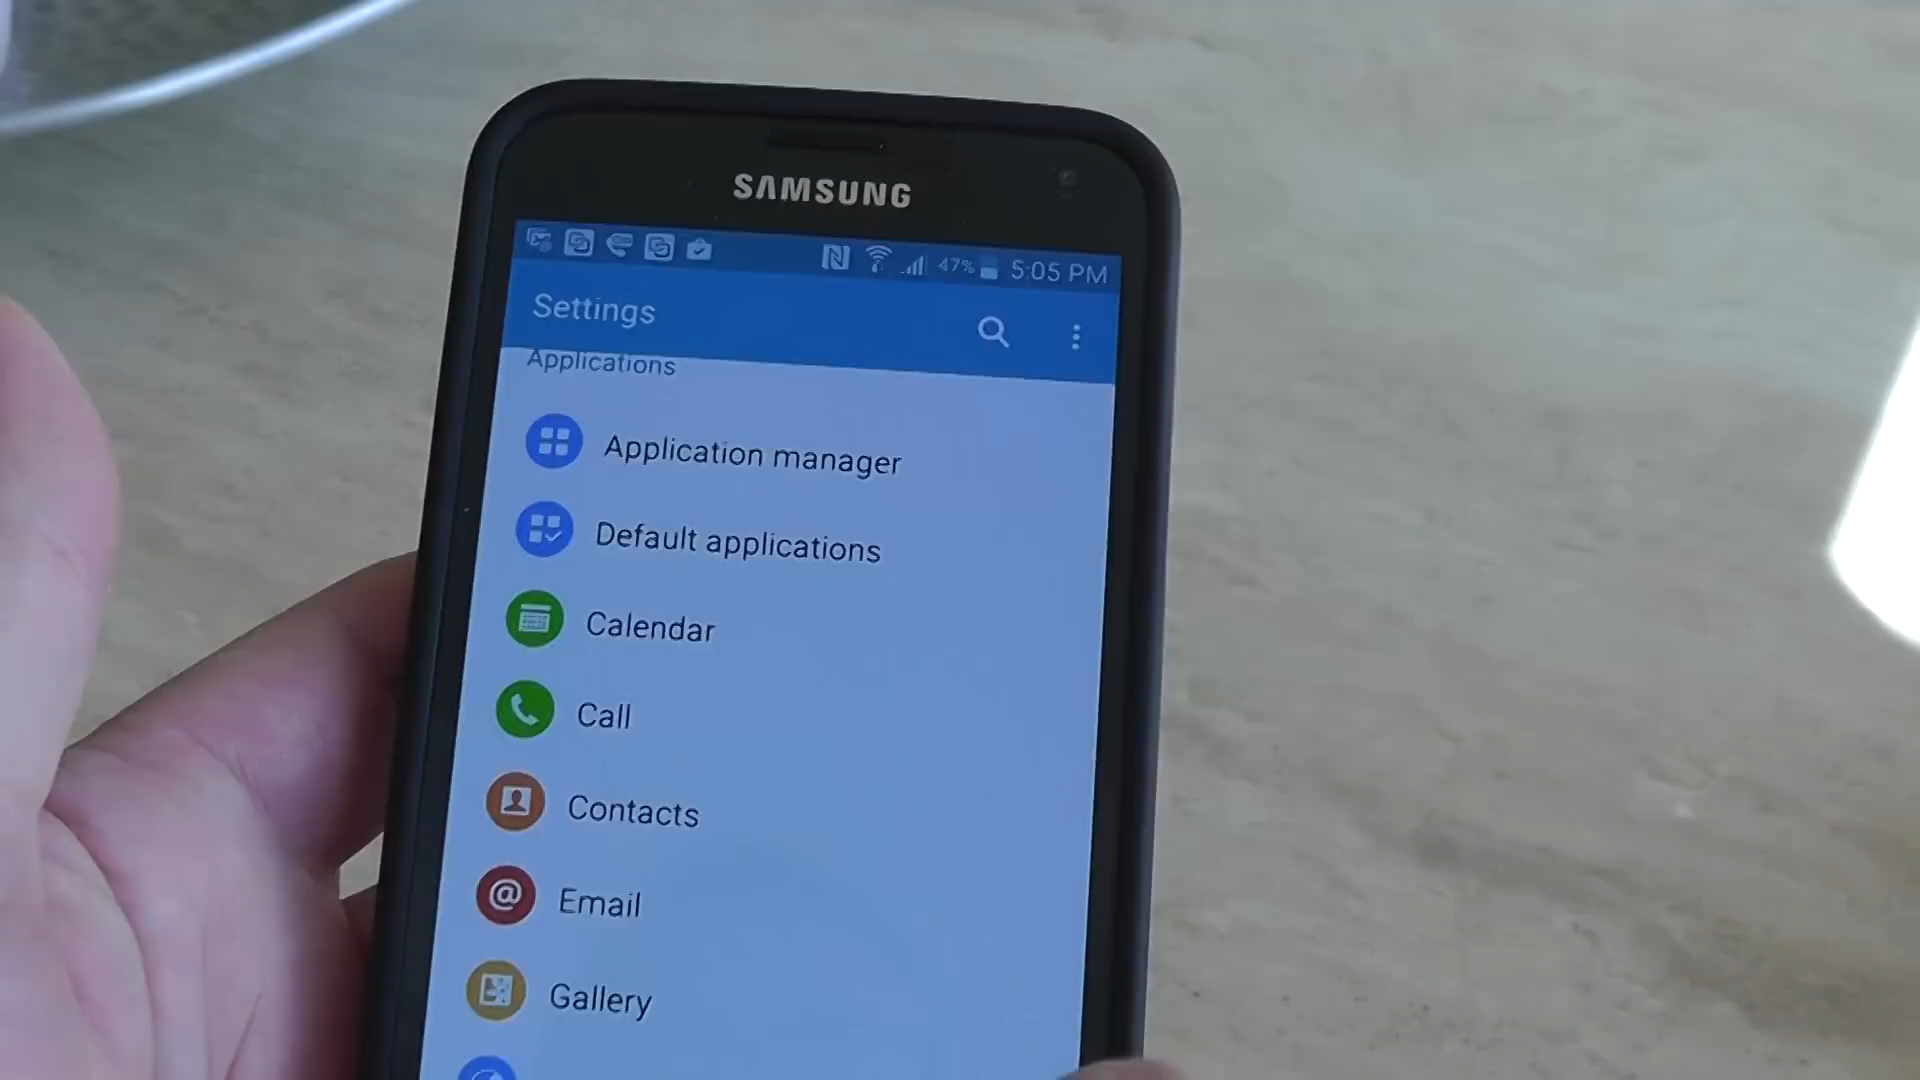 SAMSUNG
47% 5:05 PM
Settings
Applications
Application manager
Default applications
Calendar
Call
Contacts
@ Email
Gallery